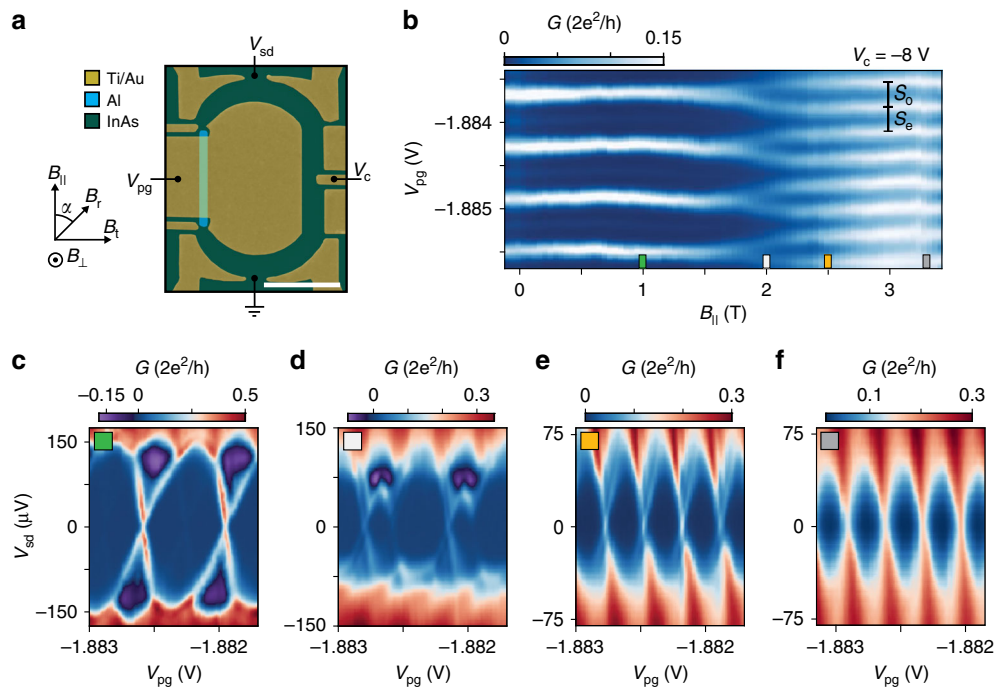 a
V_sd
Ti/Au
Al
InAs
V_pg
V_c
B_||
α
B_r
B_t
B_⊥
b
G (2e²/h)
0
0.15
V_c = −8 V
S_o
S_e
−1.884
−1.885
V_pg (V)
0
1
2
3
B_|| (T)
c
G (2e²/h)
−0.15
0
0.5
150
0
−150
V_sd (μV)
−1.883
−1.882
V_pg (V)
d
G (2e²/h)
0
0.3
150
0
−150
−1.883
−1.882
V_pg (V)
e
G (2e²/h)
0
0.3
75
0
−75
−1.883
−1.882
V_pg (V)
f
G (2e²/h)
0.1
0.3
75
0
−75
−1.883
−1.882
V_pg (V)